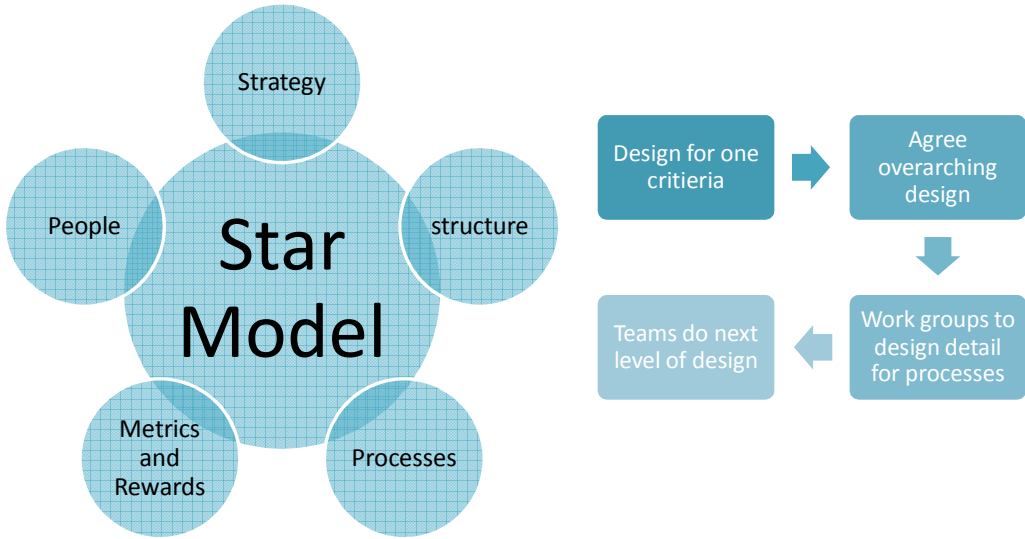 Strategy
structure
Processes
Metrics
and
Rewards
People
Star
Model
Design for one
critieria
Agree
overarching
design
Work groups to
design detail
for processes
Teams do next
level of design